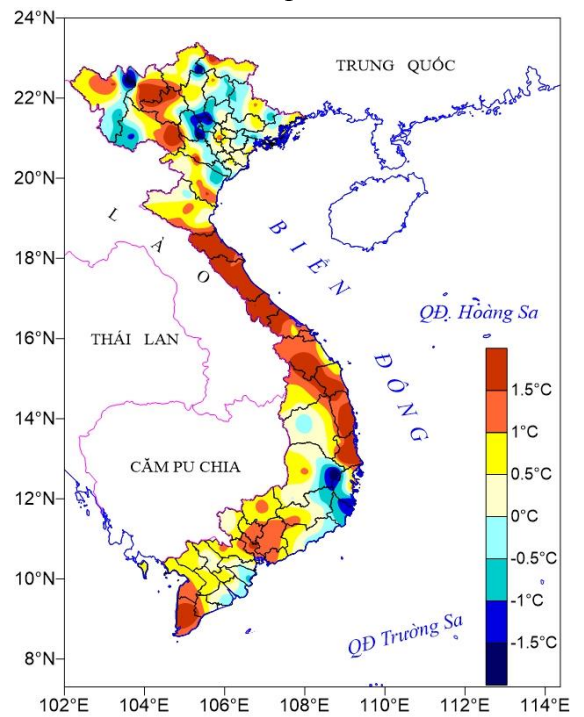 24°N
22°N
20°N
18°N
16°N
14°N
12°N
10°N
8°N
TRUNG QUỐC
LÀO
BIỂN ĐÔNG
QĐ. Hoàng Sa
THÁI LAN
CĂM PU CHIA
QĐ Trường Sa
1.5°C
1°C
0.5°C
0°C
-0.5°C
-1°C
-1.5°C
102°E 104°E 106°E 108°E 110°E 112°E 114°E